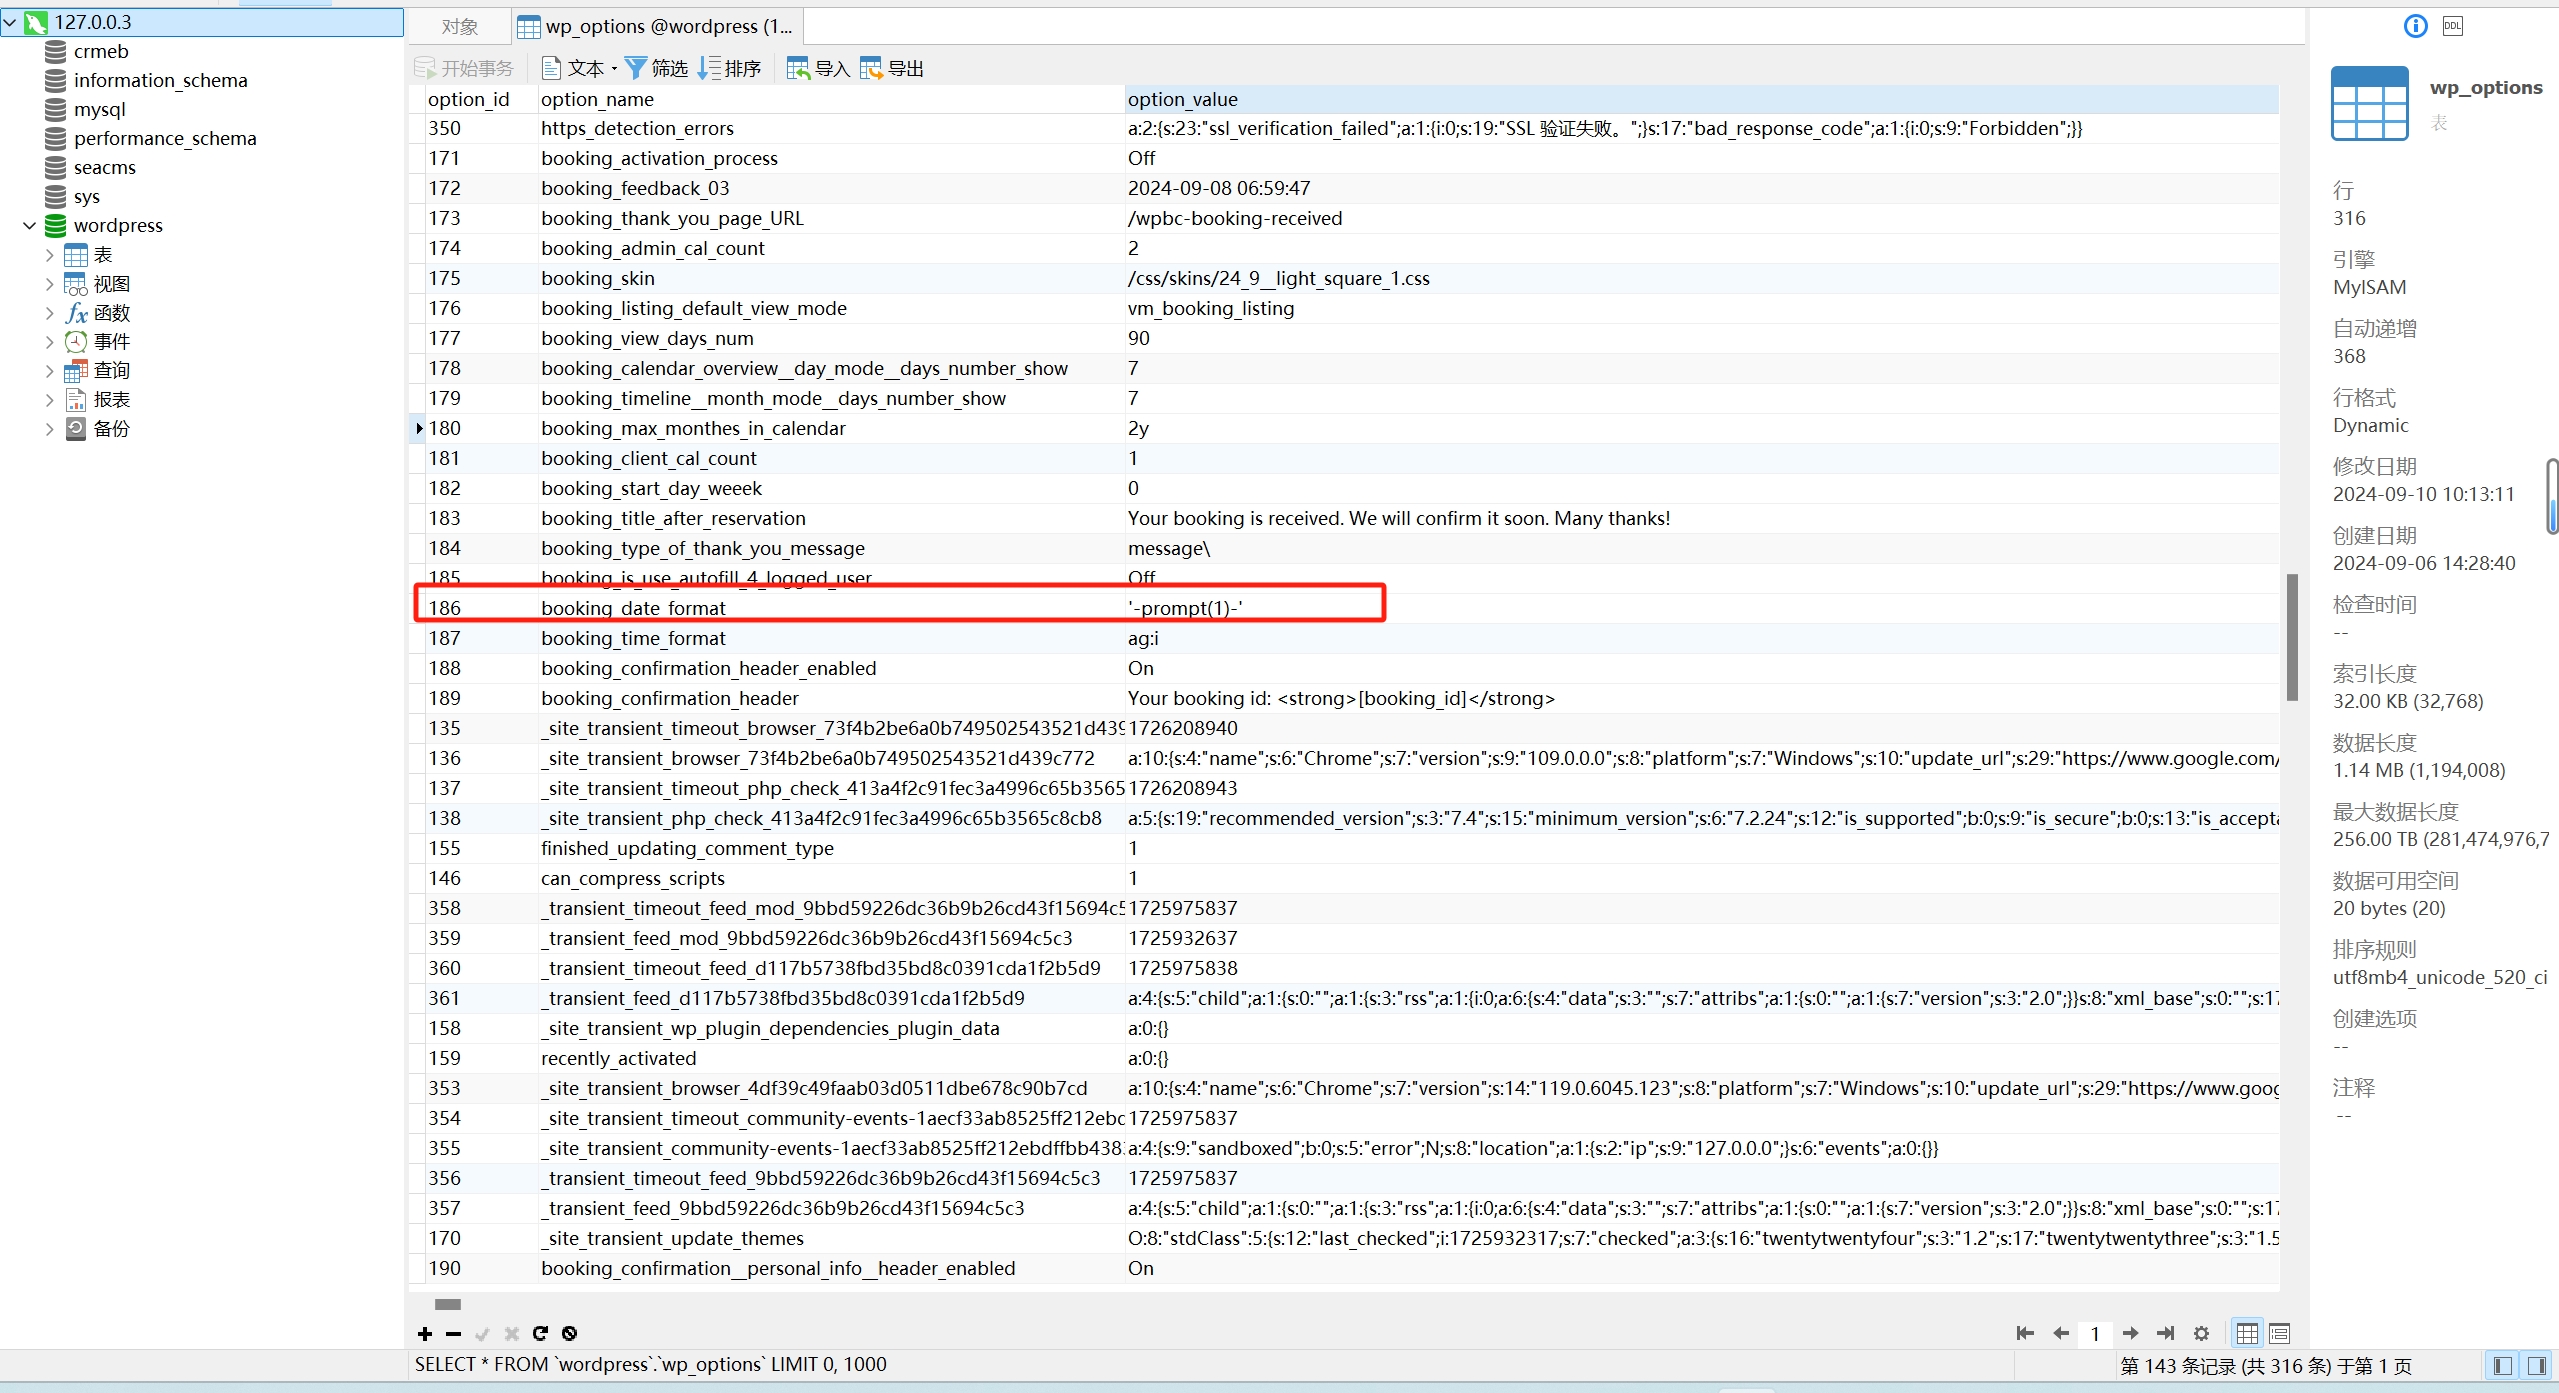 127.0.0.3
crmeb
information_schema
mysql
performance_schema
seacms
sys
wordpress
表
视图
函数
事件
查询
报表
备份
对象
wp_options @wordpress (1...
开始事务
文本
筛选
排序
导入
导出
option_id option_name option_value
350 https_detection_errors a:2:{s:23:"ssl_verification_failed";a:1:{i:0;s:19:"SSL 验证失败。";}s:17:"bad_response_code";a:1:{i:0;s:9:"Forbidden";}}
171 booking_activation_process Off
172 booking_feedback_03 2024-09-08 06:59:47
173 booking_thank_you_page_URL /wpbc-booking-received
174 booking_admin_cal_count 2
175 booking_skin /css/skins/24_9__light_square_1.css
176 booking_listing_default_view_mode vm_booking_listing
177 booking_view_days_num 90
178 booking_calendar_overview__day_mode__days_number_show 7
179 booking_timeline__month_mode__days_number_show 7
180 booking_max_monthes_in_calendar 2y
181 booking_client_cal_count 1
182 booking_start_day_weeek 0
183 booking_title_after_reservation Your booking is received. We will confirm it soon. Many thanks!
184 booking_type_of_thank_you_message message\
185 booking_is_use_autofill_4_logged_user Off
186 booking_date_format '-prompt(1)-'
187 booking_time_format ag:i
188 booking_confirmation_header_enabled On
189 booking_confirmation_header Your booking id: <strong>[booking_id]</strong>
135 _site_transient_timeout_browser_73f4b2be6a0b749502543521d439 1726208940
136 _site_transient_browser_73f4b2be6a0b749502543521d439c772 a:10:{s:4:"name";s:6:"Chrome";s:7:"version";s:9:"109.0.0.0";s:8:"platform";s:7:"Windows";s:10:"update_url";s:29:"https://www.google.com/
137 _site_transient_timeout_php_check_413a4f2c91fec3a4996c65b3565 1726208943
138 _site_transient_php_check_413a4f2c91fec3a4996c65b3565c8cb8 a:5:{s:19:"recommended_version";s:3:"7.4";s:15:"minimum_version";s:6:"7.2.24";s:12:"is_supported";b:0;s:9:"is_secure";b:0;s:13:"is_accepta
155 finished_updating_comment_type 1
146 can_compress_scripts 1
358 _transient_timeout_feed_mod_9bbd59226dc36b9b26cd43f15694c5 1725975837
359 _transient_feed_mod_9bbd59226dc36b9b26cd43f15694c5c3 1725932637
360 _transient_timeout_feed_d117b5738fbd35bd8c0391cda1f2b5d9 1725975838
361 _transient_feed_d117b5738fbd35bd8c0391cda1f2b5d9 a:4:{s:5:"child";a:1:{s:0:"";a:1:{s:3:"rss";a:1:{i:0;a:6:{s:4:"data";s:3:"";s:7:"attribs";a:1:{s:0:"";a:1:{s:7:"version";s:3:"2.0";}}s:8:"xml_base";s:0:"";s:17
158 _site_transient_wp_plugin_dependencies_plugin_data a:0:{}
159 recently_activated a:0:{}
353 _site_transient_browser_4df39c49faab03d0511dbe678c90b7cd a:10:{s:4:"name";s:6:"Chrome";s:7:"version";s:14:"119.0.6045.123";s:8:"platform";s:7:"Windows";s:10:"update_url";s:29:"https://www.goog
354 _site_transient_timeout_community-events-1aecf33ab8525ff212ebd 1725975837
355 _site_transient_community-events-1aecf33ab8525ff212ebdffbb438 a:4:{s:9:"sandboxed";b:0;s:5:"error";N;s:8:"location";a:1:{s:2:"ip";s:9:"127.0.0.0";}s:6:"events";a:0:{}}
356 _transient_timeout_feed_9bbd59226dc36b9b26cd43f15694c5c3 1725975837
357 _transient_feed_9bbd59226dc36b9b26cd43f15694c5c3 a:4:{s:5:"child";a:1:{s:0:"";a:1:{s:3:"rss";a:1:{i:0;a:6:{s:4:"data";s:3:"";s:7:"attribs";a:1:{s:0:"";a:1:{s:7:"version";s:3:"2.0";}}s:8:"xml_base";s:0:"";s:17
170 _site_transient_update_themes O:8:"stdClass":5:{s:12:"last_checked";i:1725932317;s:7:"checked";a:3:{s:16:"twentytwentyfour";s:3:"1.2";s:17:"twentytwentythree";s:3:"1.5
190 booking_confirmation__personal_info__header_enabled On
1
SELECT * FROM `wordpress`.`wp_options` LIMIT 0, 1000
第 143 条记录 (共 316 条) 于第 1 页
DDL
wp_options
表
行
316
引擎
MyISAM
自动递增
368
行格式
Dynamic
修改日期
2024-09-10 10:13:11
创建日期
2024-09-06 14:28:40
检查时间
--
索引长度
32.00 KB (32,768)
数据长度
1.14 MB (1,194,008)
最大数据长度
256.00 TB (281,474,976,7
数据可用空间
20 bytes (20)
排序规则
utf8mb4_unicode_520_ci
创建选项
--
注释
--